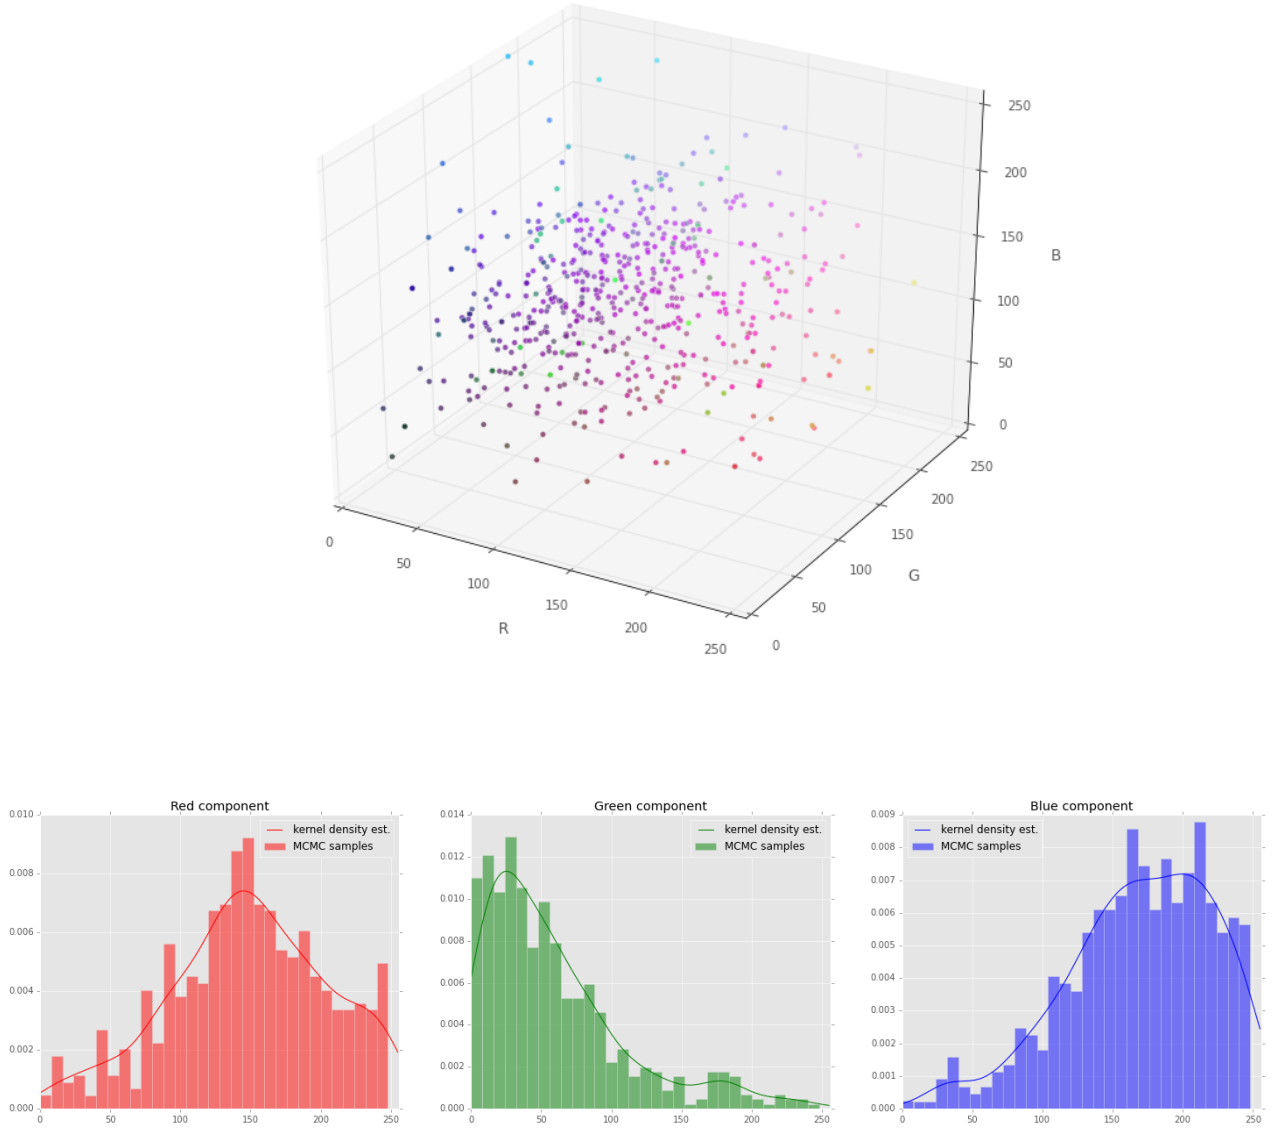 250
200
150
B
100
50
0
250
200
150
G
100
50
0
0
50
100
R
150
200
250
Red component
kernel density est.
MCMC samples
0.010
0.008
0.006
0.004
0.002
0.000
0 50 100 150 200 250
Green component
kernel density est.
MCMC samples
0.014
0.012
0.010
0.008
0.006
0.004
0.002
0.000
0 50 100 150 200 250
Blue component
kernel density est.
MCMC samples
0.009
0.008
0.007
0.006
0.005
0.004
0.003
0.002
0.001
0.000
0 50 100 150 200 250